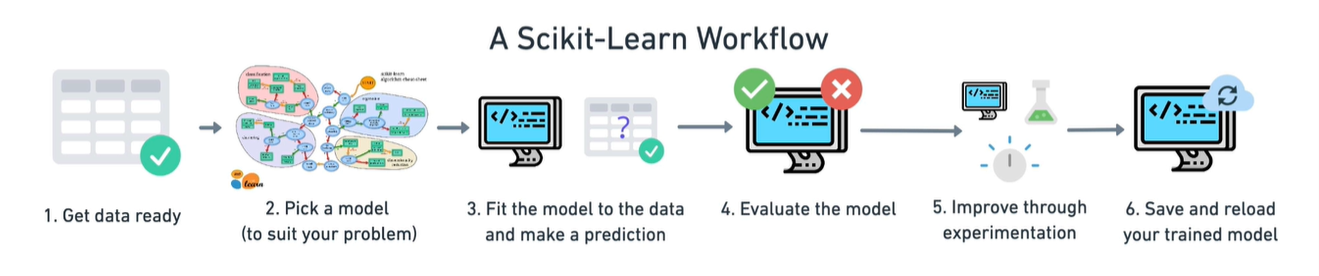 A Scikit-Learn Workflow
1. Get data ready
2. Pick a model
(to suit your problem)
3. Fit the model to the data
and make a prediction
4. Evaluate the model
5. Improve through
experimentation
6. Save and reload
your trained model
?
learn